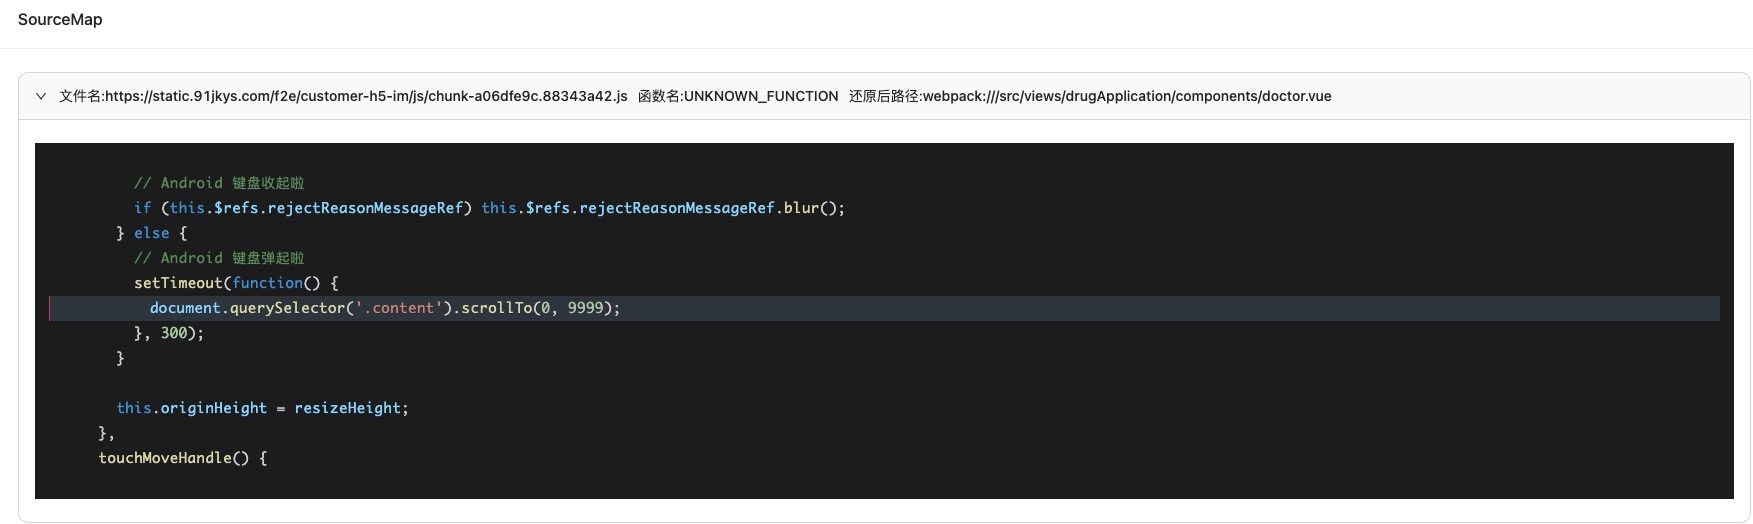 SourceMap
文件名:https://static.91jkys.com/f2e/customer-h5-im/js/chunk-a06dfe9c.88343a42.js 函数名:UNKNOWN_FUNCTION 还原后路径:webpack:///src/views/drugApplication/components/doctor.vue
// Android 键盘收起啦
if (this.$refs.rejectReasonMessageRef) this.$refs.rejectReasonMessageRef.blur();
} else {
// Android 键盘弹起啦
setTimeout(function() {
document.querySelector('.content').scrollTo(0, 9999);
}, 300);
}
this.originHeight = resizeHeight;
},
touchMoveHandle() {